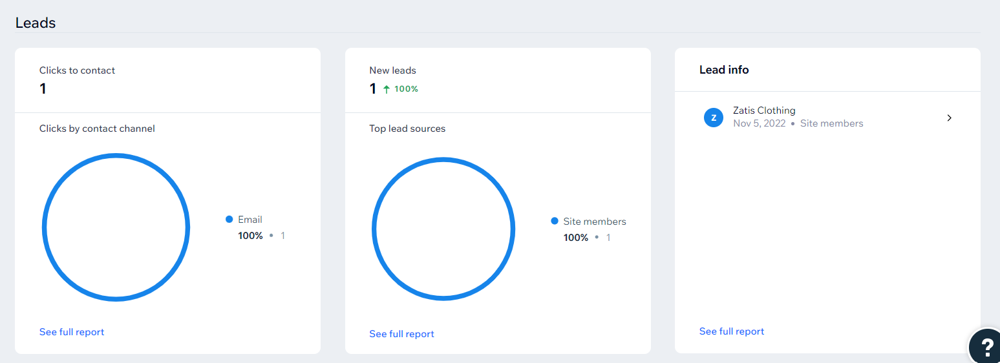 Leads
Clicks to contact
1
Clicks by contact channel
Email
100% • 1
See full report
New leads
1 ↑ 100%
Top lead sources
Site members
100% • 1
See full report
Lead info
Z
Zatis Clothing
Nov 5, 2022 • Site members
See full report
?